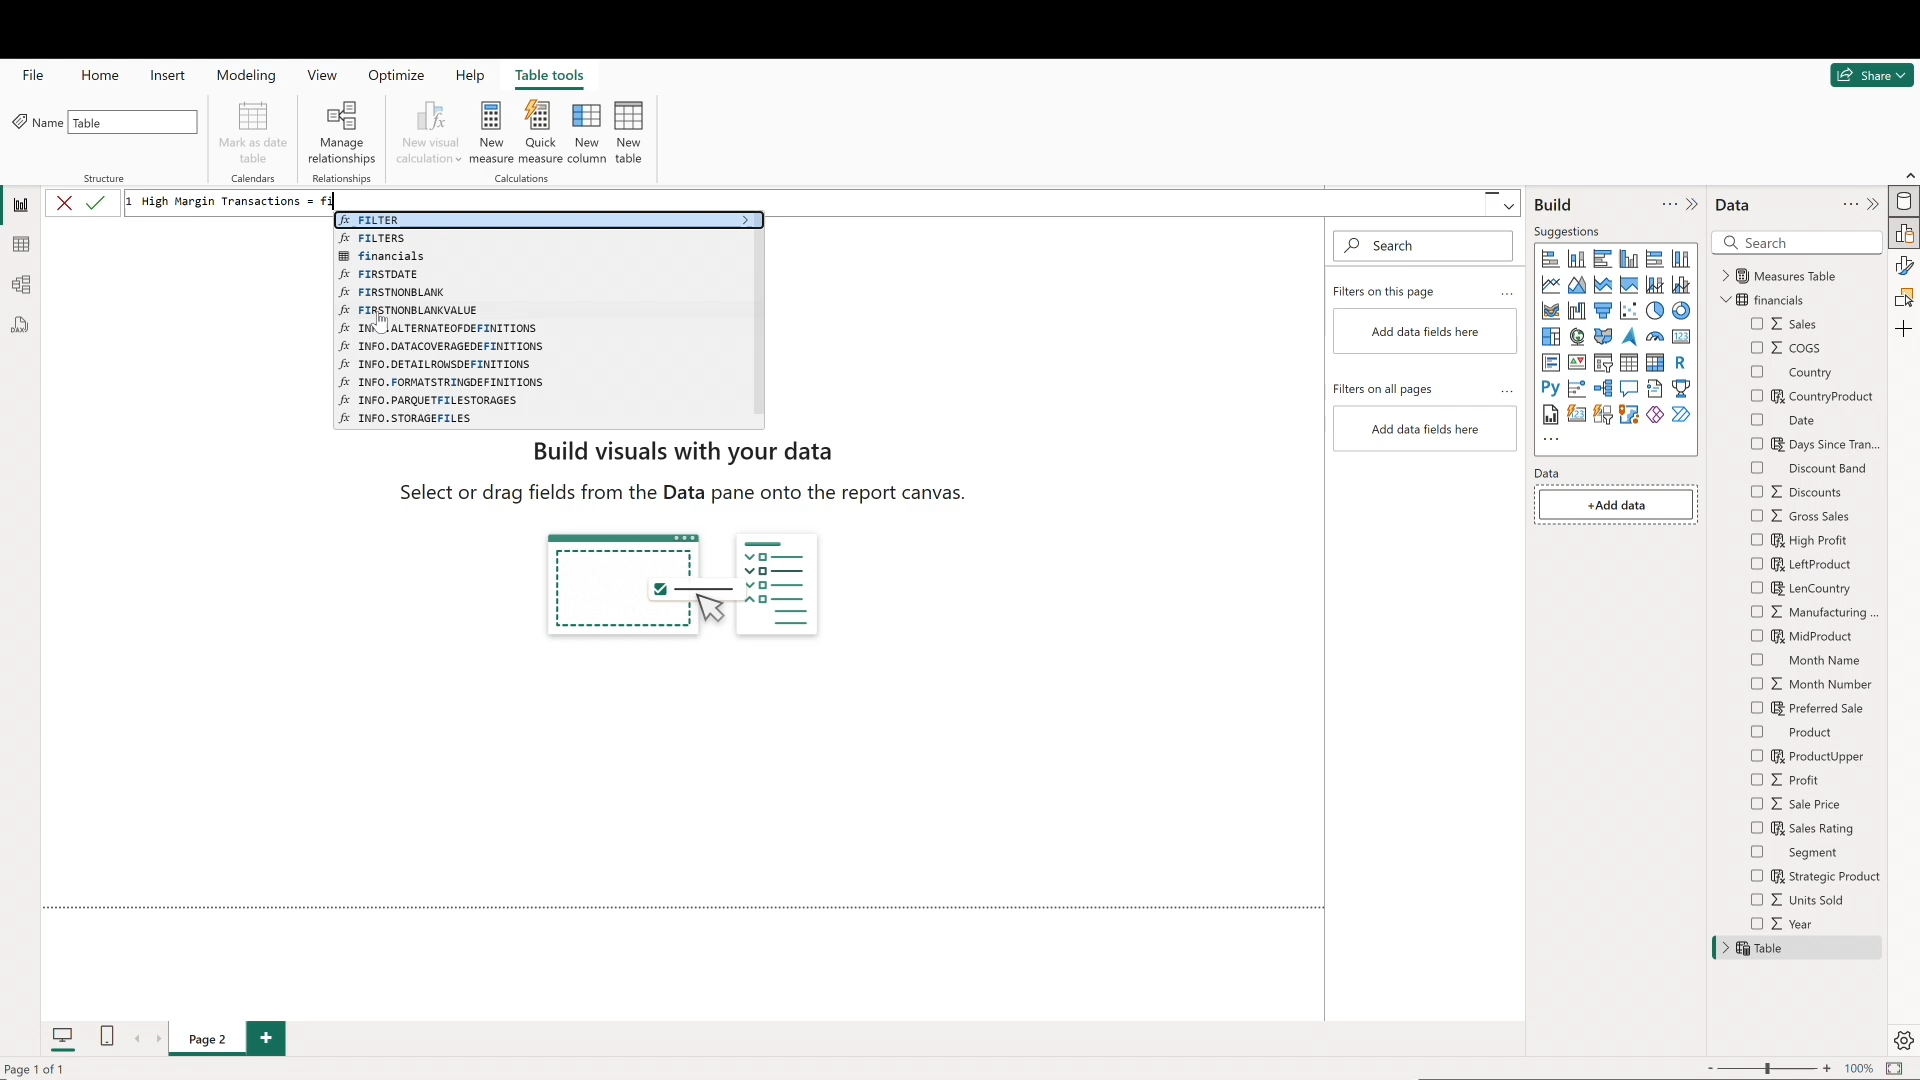 File Home Insert Modeling View Optimize Help Table tools
Share
Name Table
Mark as date table
Manage relationships
New visual calculation
New measure
Quick measure
New column
New table
Structure
Calendars
Relationships
Calculations
1 High Margin Transactions = fi
FILTER
FILTERS
financials
FIRSTDATE
FIRSTNONBLANK
FIRSTNONBLANKVALUE
INFO.ALTERNATEOFDEFINITIONS
INFO.DATACOVERAGEDEFINITIONS
INFO.DETAILROWSDEFINITIONS
INFO.FORMATSTRINGDEFINITIONS
INFO.PARQUETFILESTORAGES
INFO.STORAGEFILES
Build visuals with your data
Select or drag fields from the Data pane onto the report canvas.
Search
Filters on this page ...
Add data fields here
Filters on all pages ...
Add data fields here
Build ...
Suggestions
123
R
Py
...
Data
+Add data
Data ...
Search
Measures Table
financials
Sales
COGS
Country
CountryProduct
Date
Days Since Tran...
Discount Band
Discounts
Gross Sales
High Profit
LeftProduct
LenCountry
Manufacturing ...
MidProduct
Month Name
Month Number
Preferred Sale
Product
ProductUpper
Profit
Sale Price
Sales Rating
Segment
Strategic Product
Units Sold
Year
Table
DAX
Page 2
+
Page 1 of 1
- + 100%